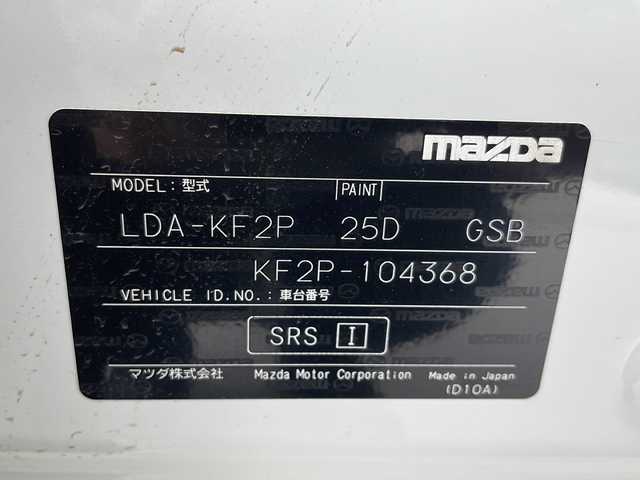 mazda
MODEL: 型式 PAINT
LDA-KF2P 25D GSB
KF2P-104368
VEHICLE ID.NO.: 車台番号
SRS I
マツダ株式会社 Mazda Motor Corporation Made in Japan
(D10A)